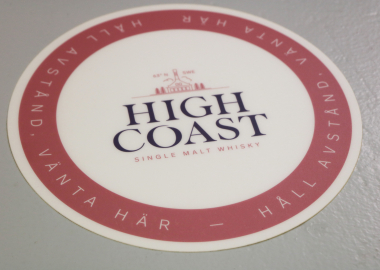 HIGH
COAST
SINGLE MALT WHISKY
HÅLL AVSTÅND, VÄNTA HÄR — HÅLL AVSTÅND, VÄNTA HÄR